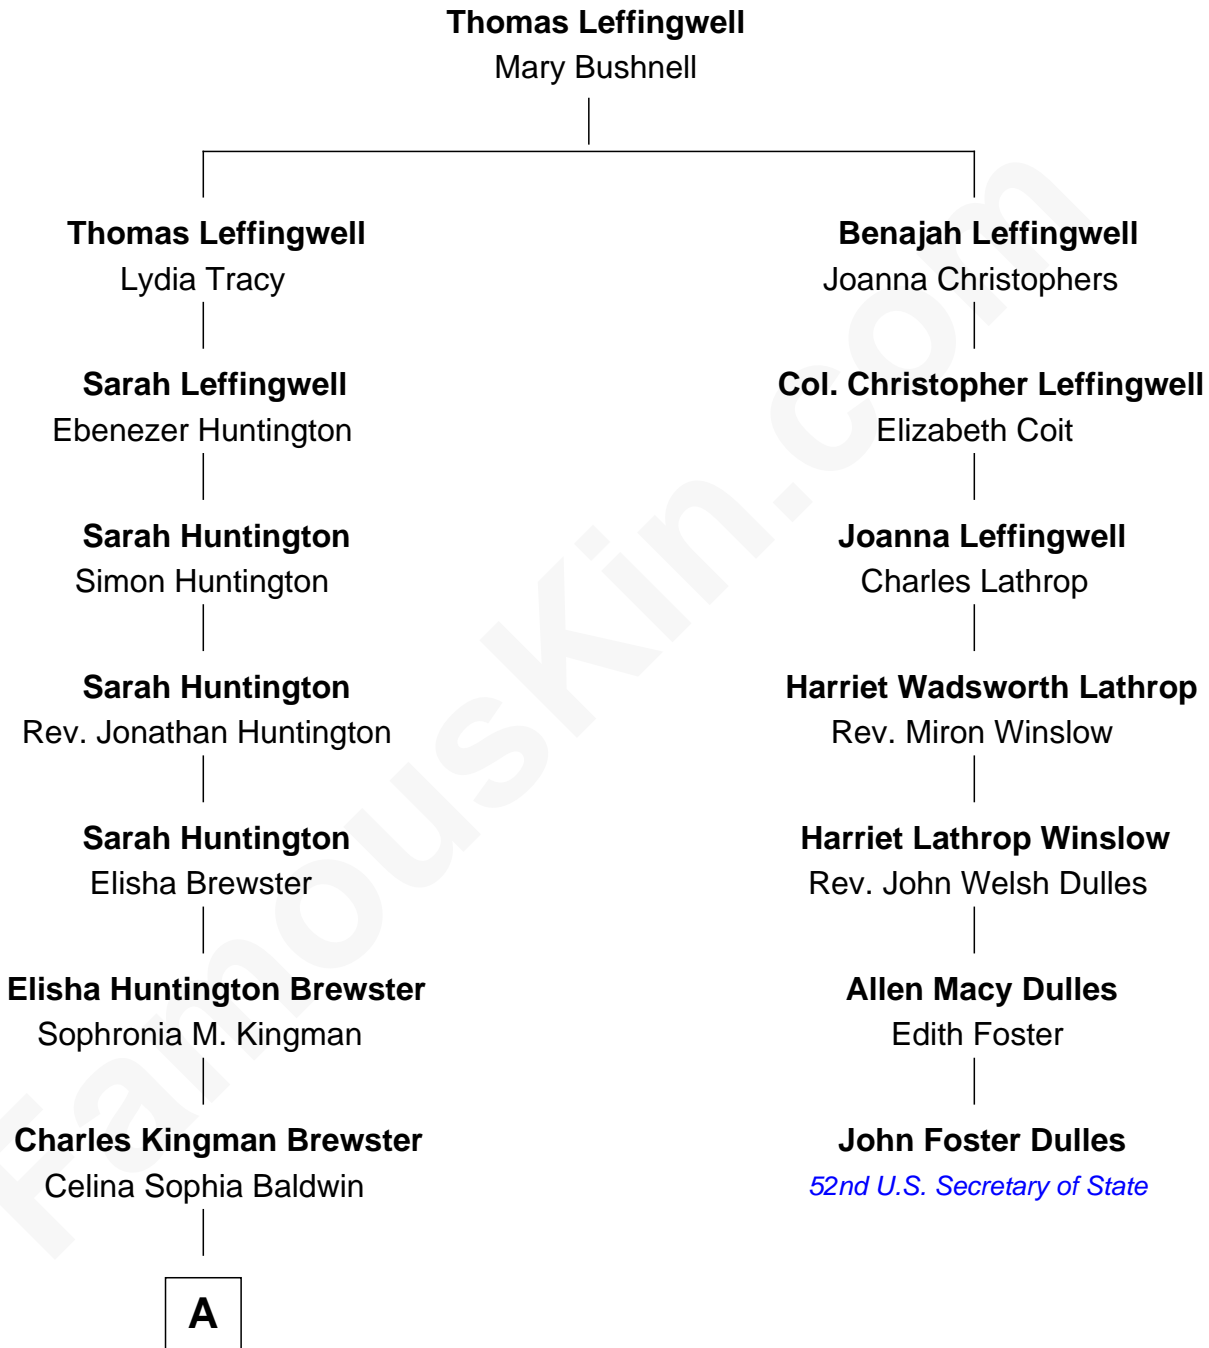 Thomas Leffingwell
Mary Bushnell
Thomas Leffingwell
Lydia Tracy
Sarah Leffingwell
Ebenezer Huntington
Sarah Huntington
Simon Huntington
Sarah Huntington
Rev. Jonathan Huntington
Sarah Huntington
Elisha Brewster
Elisha Huntington Brewster
Sophronia M. Kingman
Charles Kingman Brewster
Celina Sophia Baldwin
A
Benajah Leffingwell
Joanna Christophers
Col. Christopher Leffingwell
Elizabeth Coit
Joanna Leffingwell
Charles Lathrop
Harriet Wadsworth Lathrop
Rev. Miron Winslow
Harriet Lathrop Winslow
Rev. John Welsh Dulles
Allen Macy Dulles
Edith Foster
John Foster Dulles
52nd U.S. Secretary of State
FamousKin.com